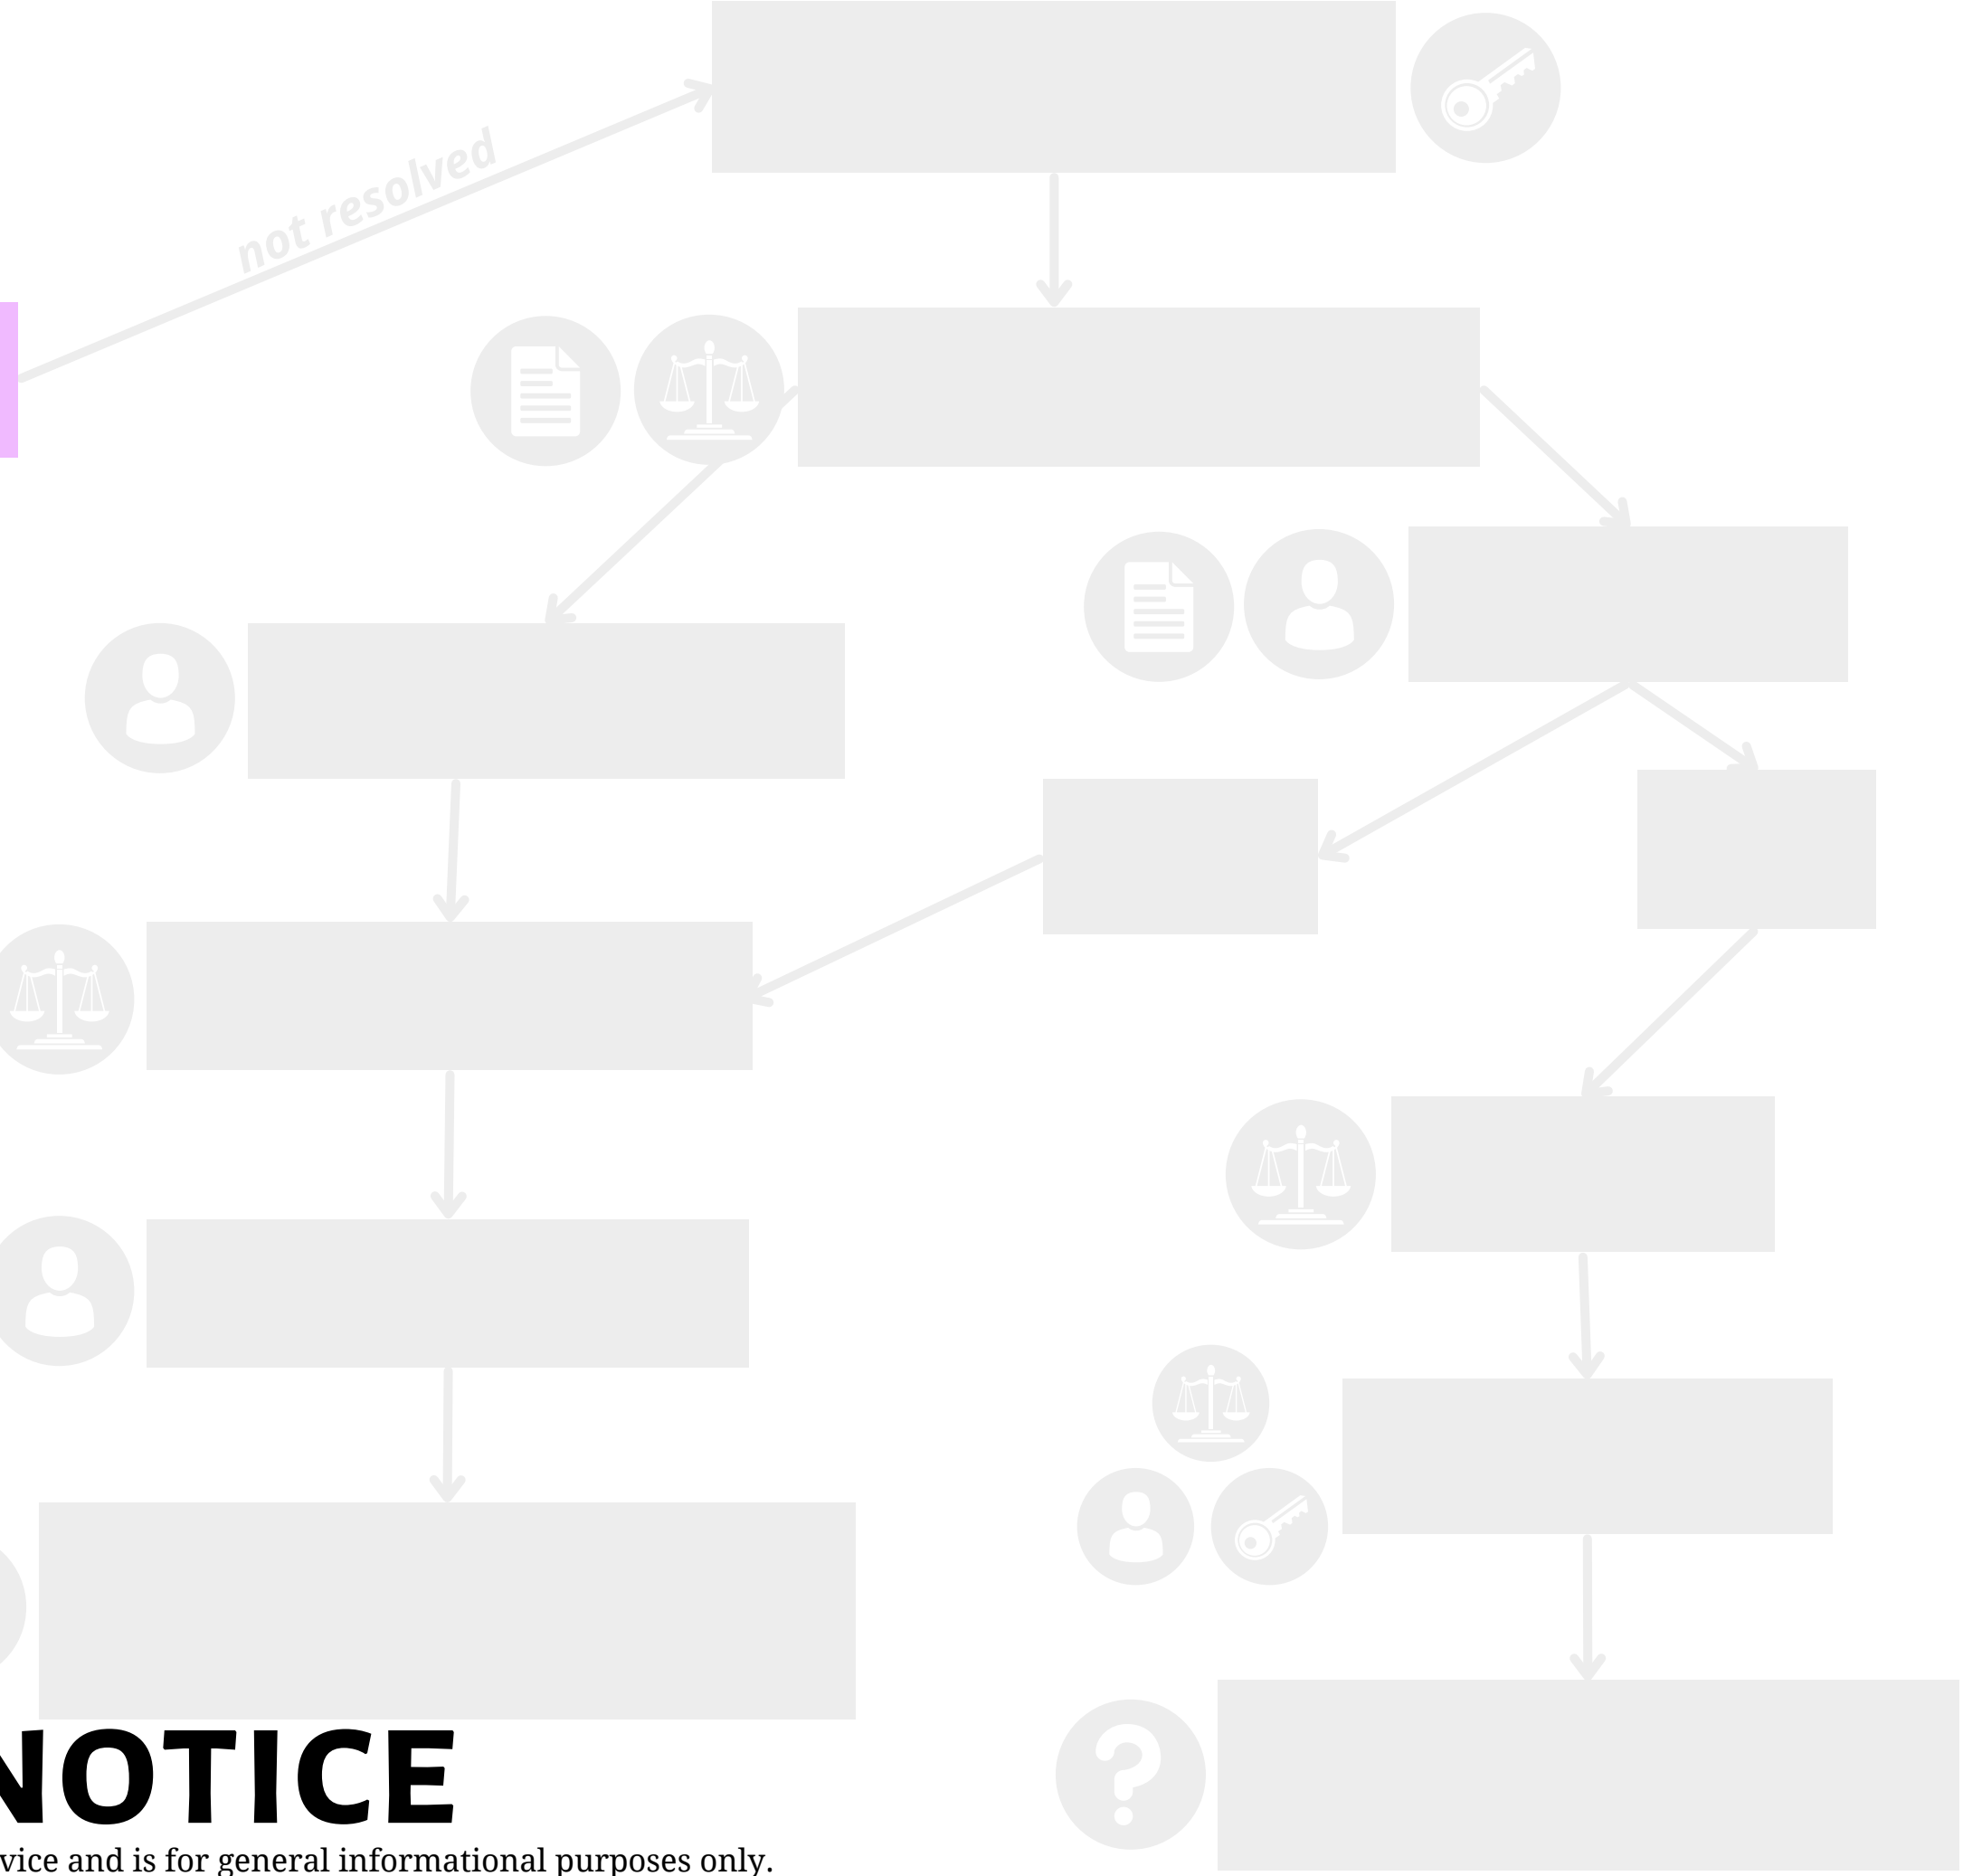 not resolved
NOTICE
vice and is for general informational purposes only.